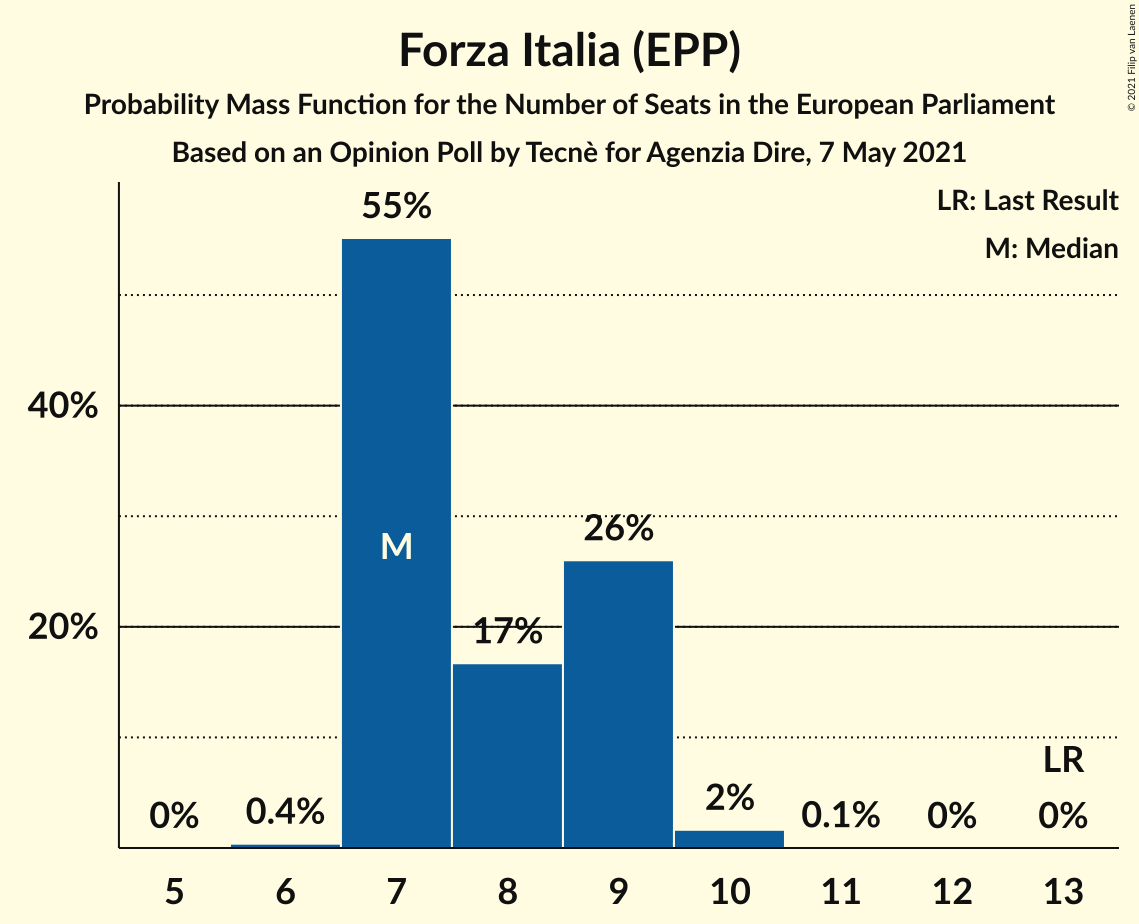 Forza Italia (EPP)
Probability Mass Function for the Number of Seats in the European Parliament
Based on an Opinion Poll by Tecnè for Agenzia Dire, 7 May 2021
© 2021 Filip van Laenen
LR: Last Result
M: Median
55%
40%
M
26%
20%
17%
LR
0%
0.4%
2%
0.1%
0%
0%
5 6 7 8 9 10 11 12 13